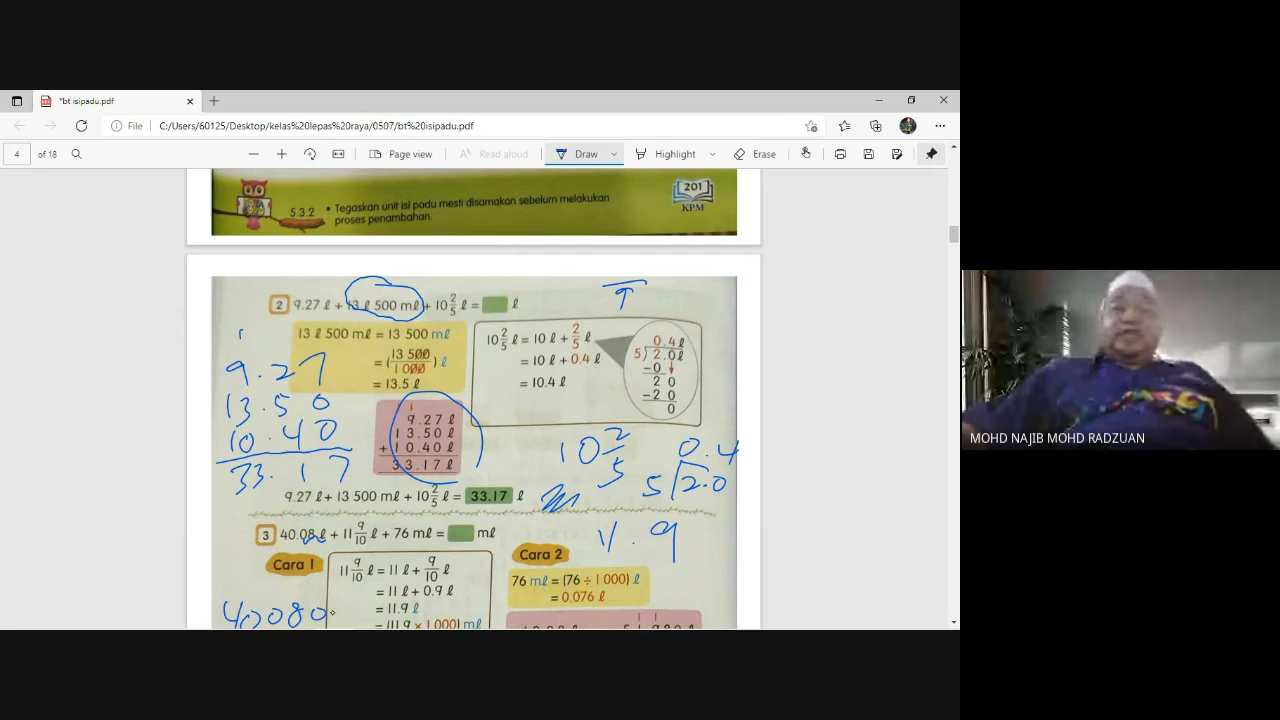 *bt isipadu.pdf
File C:/Users/60125/Desktop/kelas%20lepas%20raya/0507/bt%20isipadu.pdf
4 of 18 Page view Read aloud Draw Highlight Erase
5.3.2 • Tegaskan unit isi padu mesti disamakan sebelum melakukan
proses penambahan.
201
KPM
2 9.27 ℓ + 13 ℓ 500 mℓ + 10 2/5 ℓ = ℓ
13 ℓ 500 mℓ = 13 500 mℓ
= (13 500/1 000) ℓ
= 13.5 ℓ
10 2/5 ℓ = 10 ℓ + 2/5 ℓ
= 10 ℓ + 0.4 ℓ
= 10.4 ℓ
0.4 ℓ
5) 2.0 ℓ
−0
2 0
−2 0
0
1
9.27
13.50
10.40
33.17
1
9.27 ℓ
13.50 ℓ
+ 10.40 ℓ
33.17 ℓ
10 2/5
0.4
5)2.0
9.27 ℓ + 13 500 mℓ + 10 2/5 ℓ = 33.17 ℓ
3 40.08 ℓ + 11 9/10 ℓ + 76 mℓ = mℓ
11.9
Cara 1
11 9/10 ℓ = 11 ℓ + 9/10 ℓ
= 11 ℓ + 0.9 ℓ
= 11.9 ℓ
= (11.9 × 1 000) mℓ
Cara 2
76 mℓ = (76 ÷ 1 000) ℓ
= 0.076 ℓ
40080
MOHD NAJIB MOHD RADZUAN